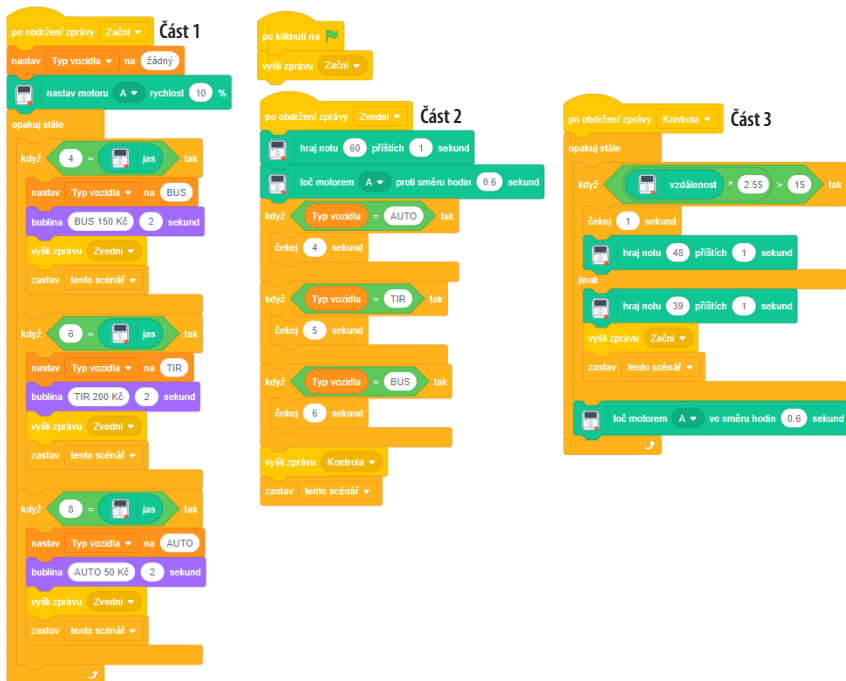 po obdržení zprávy Začni
Část 1
nastav Typ vozidla na žádný
nastav motoru A rychlost 10 %
opakuj stále
když 4 = jas tak
nastav Typ vozidla na BUS
bublina BUS 150 Kč 2 sekund
vyšli zprávu Zvedni
zastav tento scénář
když 6 = jas tak
nastav Typ vozidla na TIR
bublina TIR 200 Kč 2 sekund
vyšli zprávu Zvedni
zastav tento scénář
když 8 = jas tak
nastav Typ vozidla na AUTO
bublina AUTO 50 Kč 2 sekund
vyšli zprávu Zvedni
zastav tento scénář
po kliknutí na
vyšli zprávu Začni
po obdržení zprávy Zvedni
Část 2
hraj notu 60 příštích 1 sekund
toč motorem A proti směru hodin 0.6 sekund
když Typ vozidla = AUTO tak
čekej 4 sekund
když Typ vozidla = TIR tak
čekej 5 sekund
když Typ vozidla = BUS tak
čekej 6 sekund
vyšli zprávu Kontrola
zastav tento scénář
po obdržení zprávy Kontrola
Část 3
opakuj stále
když vzdálenost * 2.55 > 15 tak
čekej 1 sekund
hraj notu 48 příštích 1 sekund
jinak
hraj notu 39 příštích 1 sekund
vyšli zprávu Začni
zastav tento scénář
toč motorem A ve směru hodin 0.6 sekund